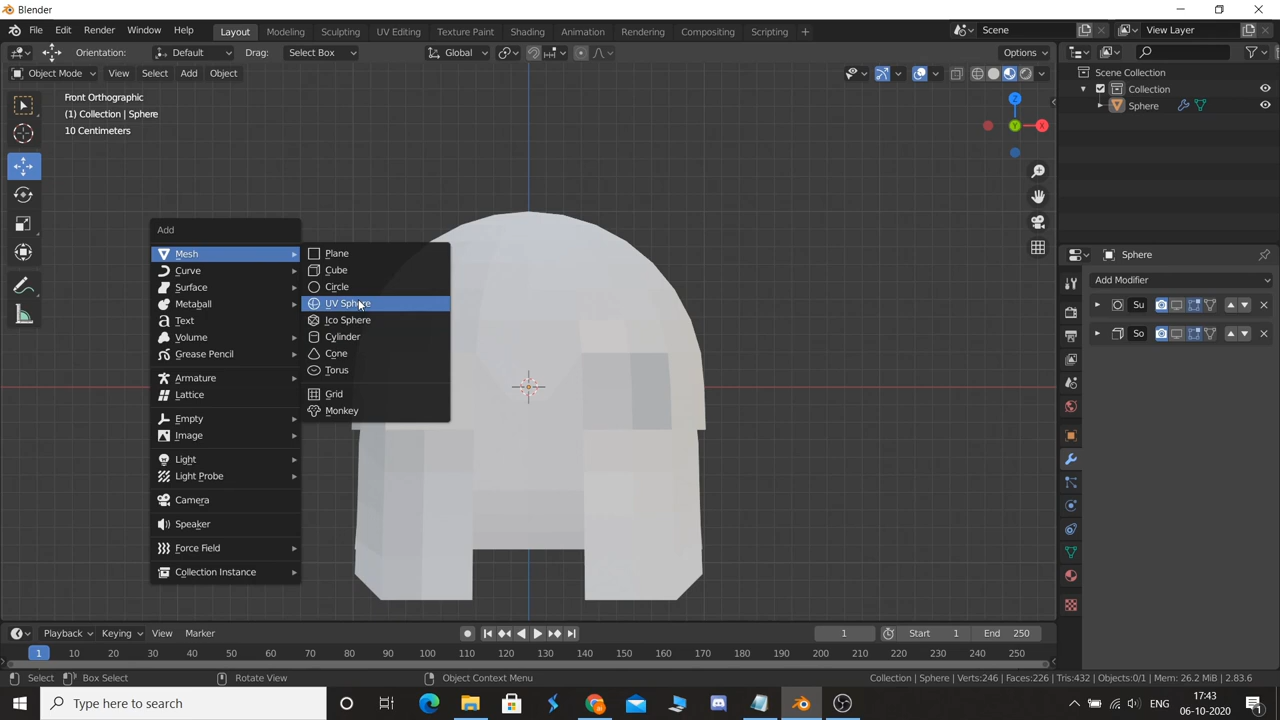 Blender
File Edit Render Window Help Layout Modeling Sculpting UV Editing Texture Paint Shading Animation Rendering Compositing Scripting + Scene View Layer
Orientation: Default Drag: Select Box Global Options
Object Mode View Select Add Object
Front Orthographic
(1) Collection | Sphere
10 Centimeters
Z
X
Y
Scene Collection
Collection
Sphere
Sphere
Add Modifier
Su
So
Add
Mesh
Curve
Surface
Metaball
Text
Volume
Grease Pencil
Armature
Lattice
Empty
Image
Light
Light Probe
Camera
Speaker
Force Field
Collection Instance
Plane
Cube
Circle
UV Sphere
Ico Sphere
Cylinder
Cone
Torus
Grid
Monkey
Playback Keying View Marker 1 Start 1 End 250
1 10 20 30 40 50 60 70 80 90 100 110 120 130 140 150 160 170 180 190 200 210 220 230 240 250
Select Box Select Rotate View Object Context Menu Collection | Sphere | Verts:246 | Faces:226 | Tris:432 | Objects:0/1 | Mem: 26.2 MiB | 2.83.6
Type here to search ENG 17:43
06-10-2020